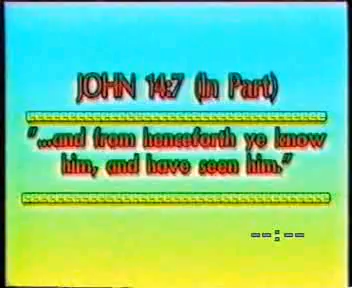 JOHN 14:7 (In Part)
"...and from henceforth ye know
him, and have seen him."
--:--